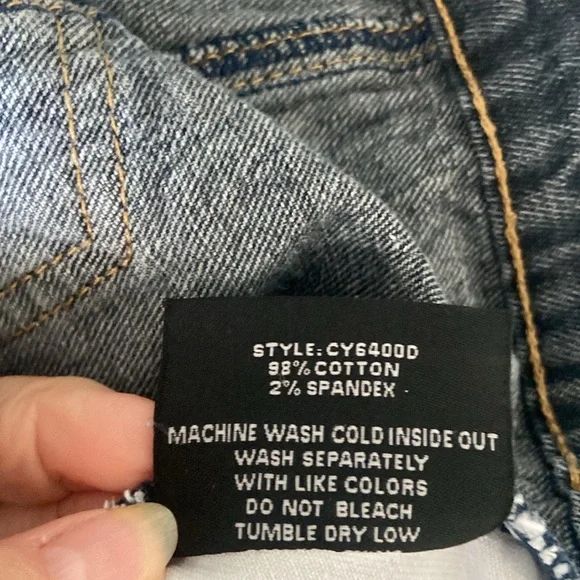 STYLE: CY6400D
98% COTTON
2% SPANDEX
MACHINE WASH COLD INSIDE OUT
WASH SEPARATELY
WITH LIKE COLORS
DO NOT BLEACH
TUMBLE DRY LOW